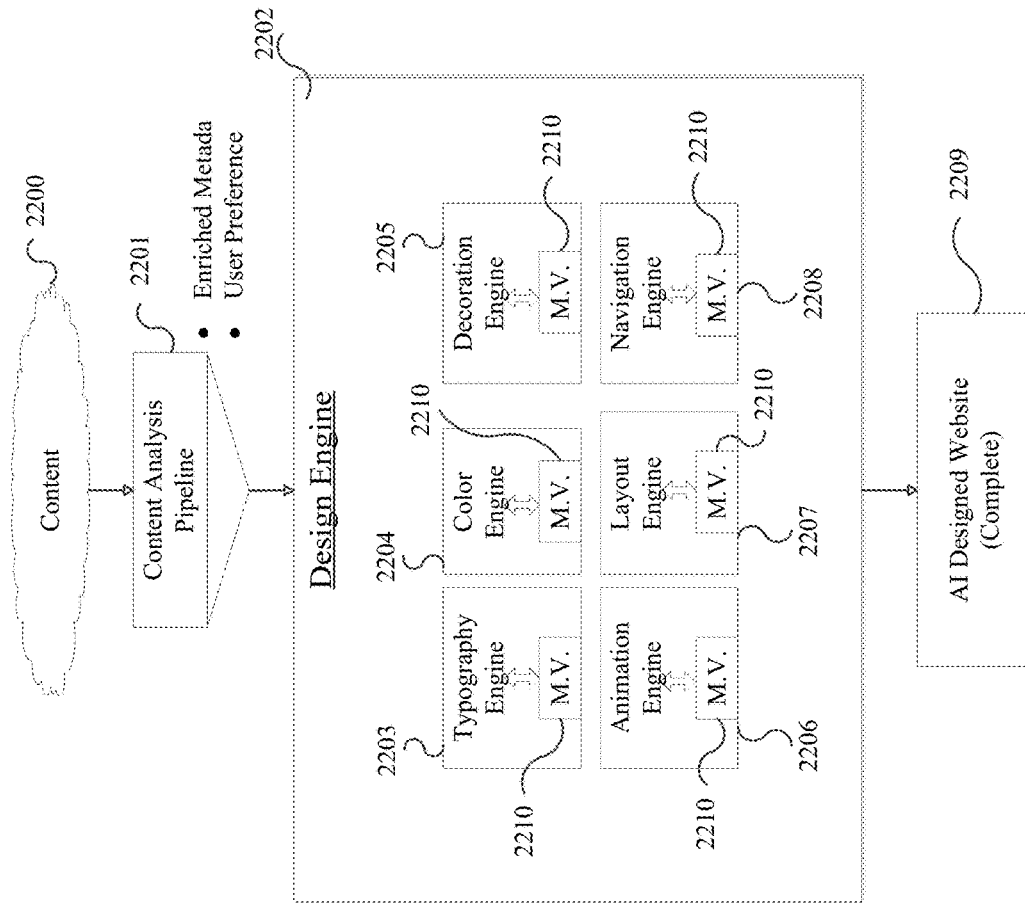 Content
2200
Content Analysis
Pipeline
2201
• Enriched Metada
• User Preference
2202
Design Engine
2203
Typography
Engine
M.V.
2210
2204
Color
Engine
M.V.
2210
2205
Decoration
Engine
M.V.
2210
Animation
Engine
M.V.
2206
2210
Layout
Engine
M.V.
2207
2210
Navigation
Engine
M.V.
2208
2210
AI Designed Website
(Complete)
2209